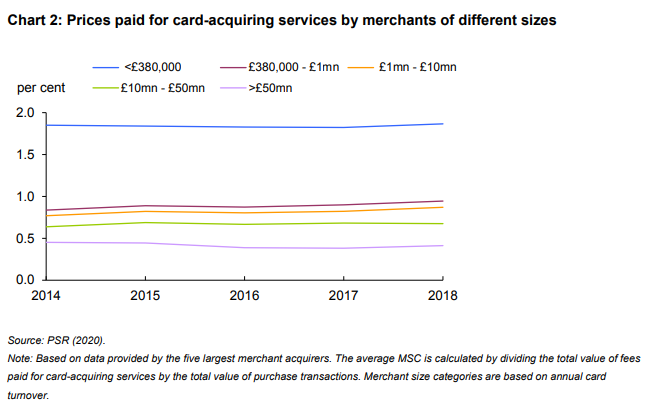 Chart 2: Prices paid for card-acquiring services by merchants of different sizes
<£380,000 £380,000 - £1mn £1mn - £10mn
per cent £10mn - £50mn >£50mn
2.0
1.5
1.0
0.5
0.0
2014 2015 2016 2017 2018
Source: PSR (2020).
Note: Based on data provided by the five largest merchant acquirers. The average MSC is calculated by dividing the total value of fees
paid for card-acquiring services by the total value of purchase transactions. Merchant size categories are based on annual card
turnover.